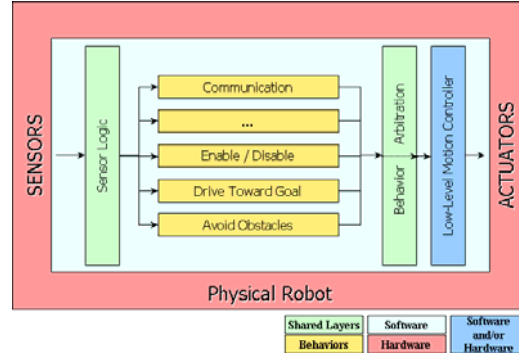 SENSORS
Sensor Logic
Communication
...
Enable / Disable
Drive Toward Goal
Avoid Obstacles
Behavior Arbitration
Low-Level Motion Controller
ACTUATORS
Physical Robot
Shared Layers
Software
Software and/or Hardware
Behaviors
Hardware